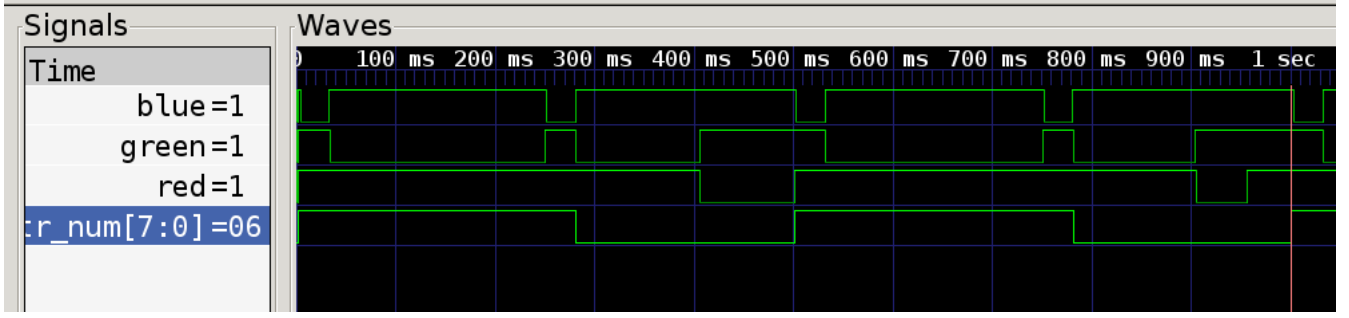 Signals
Waves
Time
100 ms 200 ms 300 ms 400 ms 500 ms 600 ms 700 ms 800 ms 900 ms 1 sec
blue=1
green=1
red=1
tr_num[7:0]=06